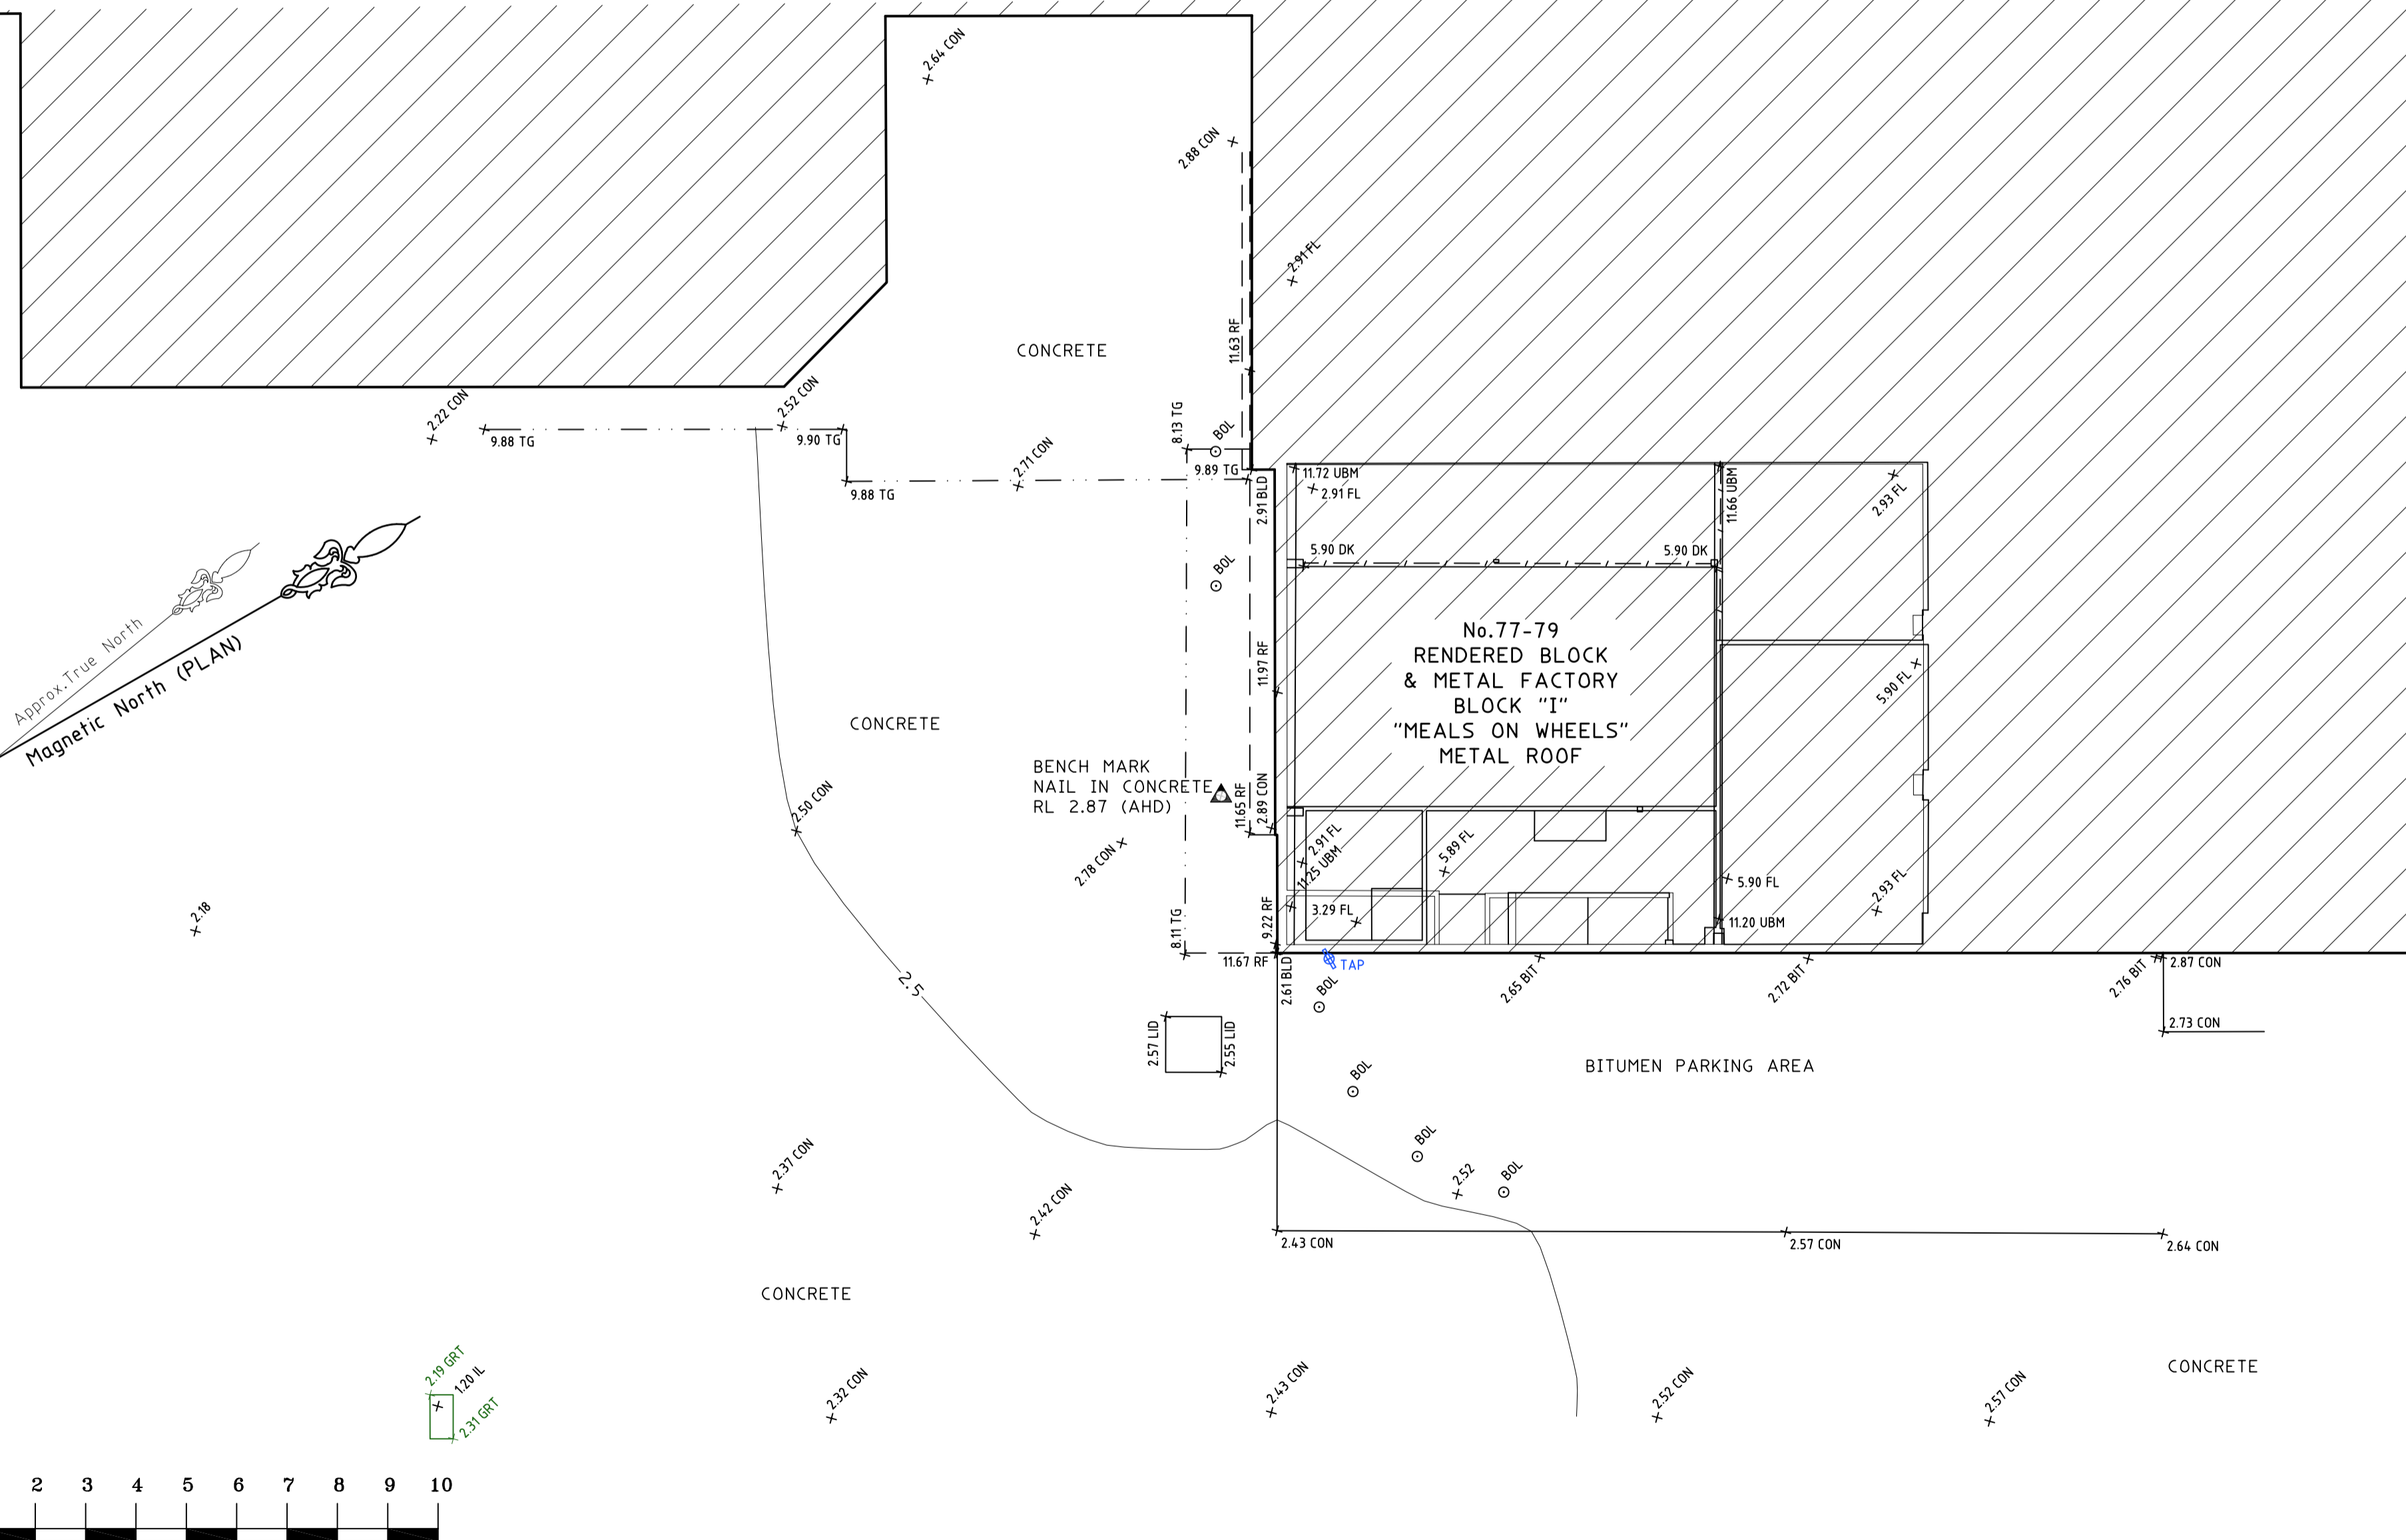 2.64 CON
2.88 CON
2.91 FL
CONCRETE
11.63 RF
2.22 CON
2.52 CON
9.88 TG
9.90 TG
2.71 CON
8.13 TG
BOL
9.89 TG
9.88 TG
2.91 BLD
11.72 UBM
2.91 FL
11.66 UBM
2.93 FL
5.90 DK
5.90 DK
BOL
Approx.True North
Magnetic North (PLAN)
No.77-79
RENDERED BLOCK
& METAL FACTORY
BLOCK "I"
"MEALS ON WHEELS"
METAL ROOF
11.97 RF
5.90 FL
CONCRETE
BENCH MARK
NAIL IN CONCRETE
RL 2.87 (AHD)
11.65 RF
2.89 CON
2.50 CON
2.78 CON
2.91 FL
11.25 UBM
5.89 FL
3.29 FL
5.90 FL
2.93 FL
11.20 UBM
2.18
8.11 TG
9.22 RF
11.67 RF
2.61 BLD
TAP
BOL
2.65 BIT
2.72 BIT
2.76 BIT
2.87 CON
2.73 CON
2.5
2.57 LID
2.55 LID
BITUMEN PARKING AREA
BOL
BOL
2.52
BOL
2.37 CON
2.42 CON
2.43 CON
2.57 CON
2.64 CON
CONCRETE
CONCRETE
2.19 GRT
1.20 IL
2.31 GRT
2.32 CON
2.43 CON
2.52 CON
2.57 CON
2 3 4 5 6 7 8 9 10